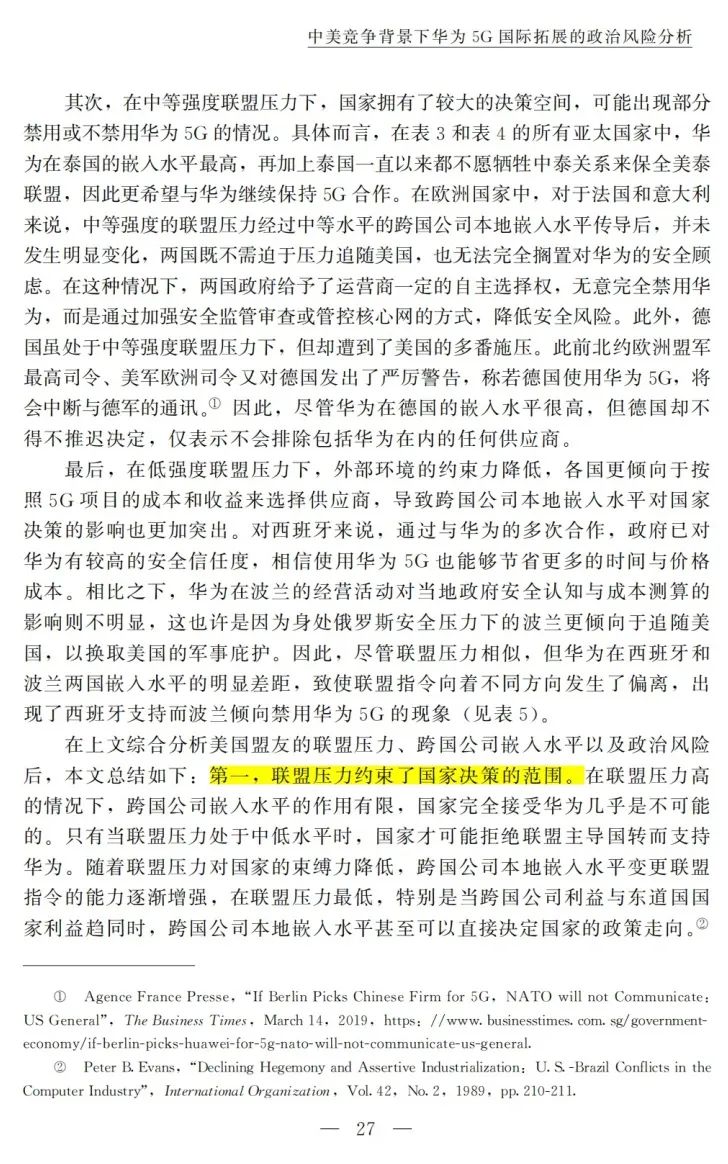 中美竞争背景下华为 5G 国际拓展的政治风险分析
其次，在中等强度联盟压力下，国家拥有了较大的决策空间，可能出现部分
禁用或不禁用华为 5G 的情况。具体而言，在表 3 和表 4 的所有亚太国家中，华
为在泰国的嵌入水平最高，再加上泰国一直以来都不愿牺牲中泰关系来保全美泰
联盟，因此更希望与华为继续保持 5G 合作。在欧洲国家中，对于法国和意大利
来说，中等强度的联盟压力经过中等水平的跨国公司本地嵌入水平传导后，并未
发生明显变化，两国既不需迫于压力追随美国，也无法完全搁置对华为的安全顾
虑。在这种情况下，两国政府给予了运营商一定的自主选择权，无意完全禁用华
为，而是通过加强安全监管审查或管控核心网的方式，降低安全风险。此外，德
国虽处于中等强度联盟压力下，但却遭到了美国的多番施压。此前北约欧洲盟军
最高司令、美军欧洲司令又对德国发出了严厉警告，称若德国使用华为 5G，将
会中断与德军的通讯。① 因此，尽管华为在德国的嵌入水平很高，但德国却不
得不推迟决定，仅表示不会排除包括华为在内的任何供应商。
最后，在低强度联盟压力下，外部环境的约束力降低，各国更倾向于按
照 5G 项目的成本和收益来选择供应商，导致跨国公司本地嵌入水平对国家
决策的影响也更加突出。对西班牙来说，通过与华为的多次合作，政府已对
华为有较高的安全信任度，相信使用华为 5G 也能够节省更多的时间与价格
成本。相比之下，华为在波兰的经营活动对当地政府安全认知与成本测算的
影响则不明显，这也许是因为身处俄罗斯安全压力下的波兰更倾向于追随美
国，以换取美国的军事庇护。因此，尽管联盟压力相似，但华为在西班牙和
波兰两国嵌入水平的明显差距，致使联盟指令向着不同方向发生了偏离，出
现了西班牙支持而波兰倾向禁用华为 5G 的现象（见表 5）。
在上文综合分析美国盟友的联盟压力、跨国公司嵌入水平以及政治风险
后，本文总结如下：第一，联盟压力约束了国家决策的范围。在联盟压力高
的情况下，跨国公司嵌入水平的作用有限，国家完全接受华为几乎是不可能
的。只有当联盟压力处于中低水平时，国家才可能拒绝联盟主导国转而支持
华为。随着联盟压力对国家的束缚力降低，跨国公司本地嵌入水平变更联盟
指令的能力逐渐增强，在联盟压力最低，特别是当跨国公司利益与东道国国
家利益趋同时，跨国公司本地嵌入水平甚至可以直接决定国家的政策走向。②
① Agence France Presse，“If Berlin Picks Chinese Firm for 5G，NATO will not Communicate：
US General”，The Business Times，March 14，2019，https：//www. businesstimes. com. sg/government-
economy/if-berlin-picks-huawei-for-5g-nato-will-not-communicate-us-general.
② Peter B. Evans，“Declining Hegemony and Assertive Industrialization：U. S. -Brazil Conflicts in the
Computer Industry”，International Organization，Vol. 42，No. 2，1989，pp. 210-211.
— 27 —